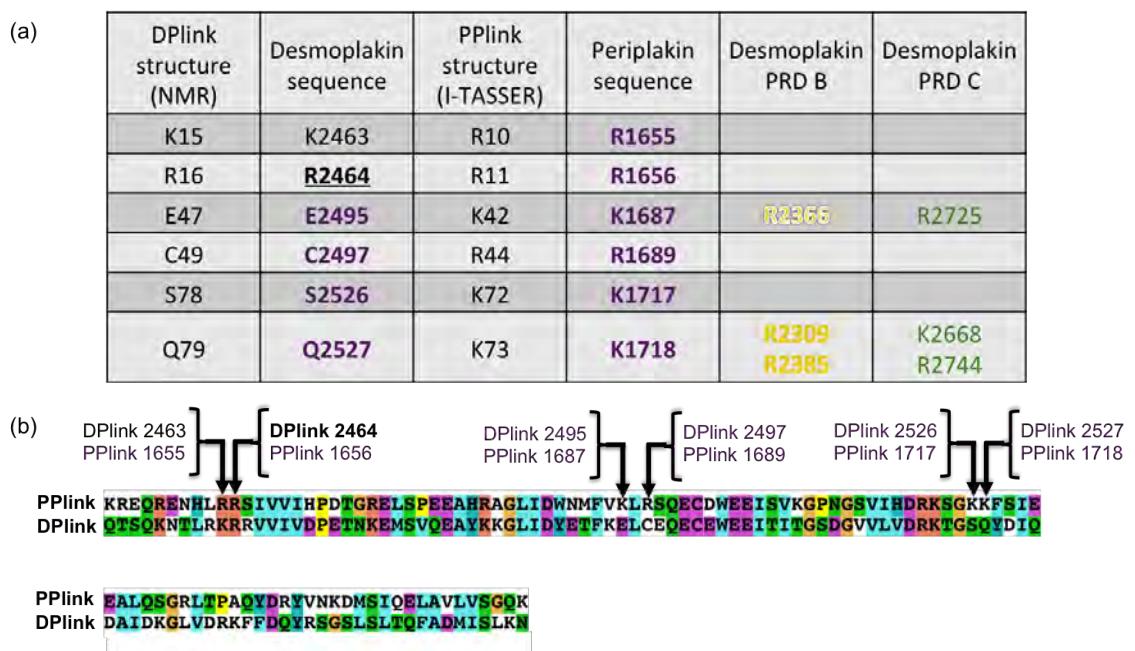 (a)
DPlink structure (NMR)
Desmoplakin sequence
PPlink structure (I-TASSER)
Periplakin sequence
Desmoplakin PRD B
Desmoplakin PRD C
K15 K2463 R10 R1655
R16 R2464 R11 R1656
E47 E2495 K42 K1687 R2366 R2725
C49 C2497 R44 R1689
S78 S2526 K72 K1717
Q79 Q2527 K73 K1718 R2309 K2668
R2385 R2744
(b)
DPlink 2463 DPlink 2464 DPlink 2495 DPlink 2497 DPlink 2526 DPlink 2527
PPlink 1655 PPlink 1656 PPlink 1687 PPlink 1689 PPlink 1717 PPlink 1718
PPlink KREQRENHLRRSIVVIHPDTGRELSPEEAHRAGLIDWNMFVKLRSQECDWEEISVKGPNGSVIHDRKSGKKFSIE
DPlink QTSQKNTLRKRRVVIVDPETNKEMSVQEAYKKGLIDYETFKELCEQECEWEEITITGSDGVVLVDRKTGSQYDIQ
PPlink EALQSGRLTPAQYDRYVNKDMSIQELAVLVSGQK
DPlink DAIDKGLVDRKFFDQYRSGSLSLTQFADMISLKN